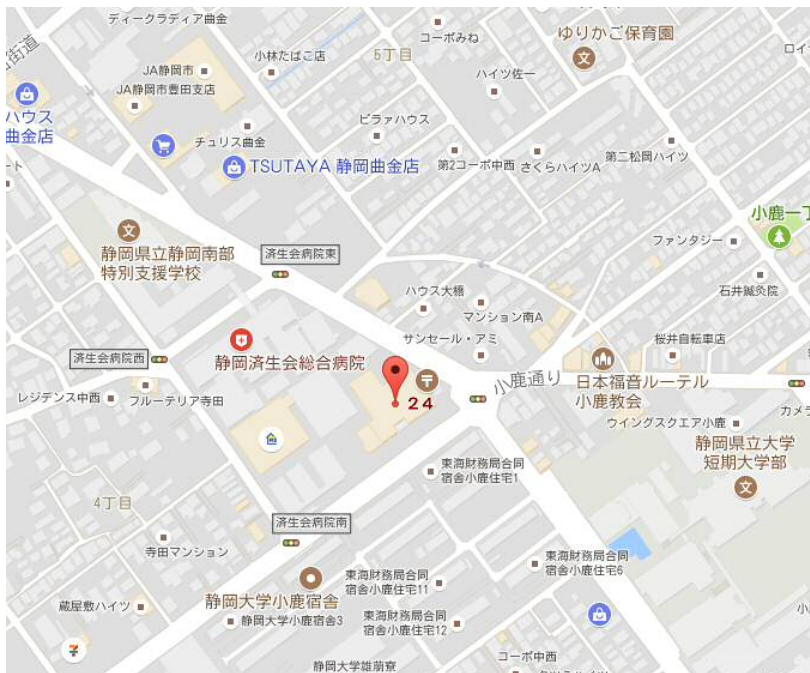 ディークラディア曲金
コーポみね
ゆりかご保育園
小林たばこ店
5丁目
JA静岡市
ハイツ佐一
JA静岡市豊田支店
ハウス
曲金店
ビラァハウス
チュリス曲金
TSUTAYA 静岡曲金店
第2コーポ中西
さくらハイツA
第二松岡ハイツ
小鹿一丁
静岡県立静岡南部
特別支援学校
済生会病院東
ファンタジー
石井鍼灸院
ハウス大橋
マンション南A
サンセール・アミ
桜井自転車店
済生会病院西
静岡済生会総合病院
小鹿通り
日本福音ルーテル
小鹿教会
レジデンス中西
フルーテリア寺田
24
ウイングスクエア小鹿
カメラ
静岡県立大学
短期大学部
東海財務局合同
宿舎小鹿住宅1
4丁目
済生会病院南
寺田マンション
東海財務局合同
宿舎小鹿住宅6
東海財務局合同
宿舎小鹿住宅11
静岡大学小鹿宿舎
蔵屋敷ハイツ
静岡大学小鹿宿舎3
東海財務局合同
宿舎小鹿住宅12
静岡大学雄萠寮
コーポ中西